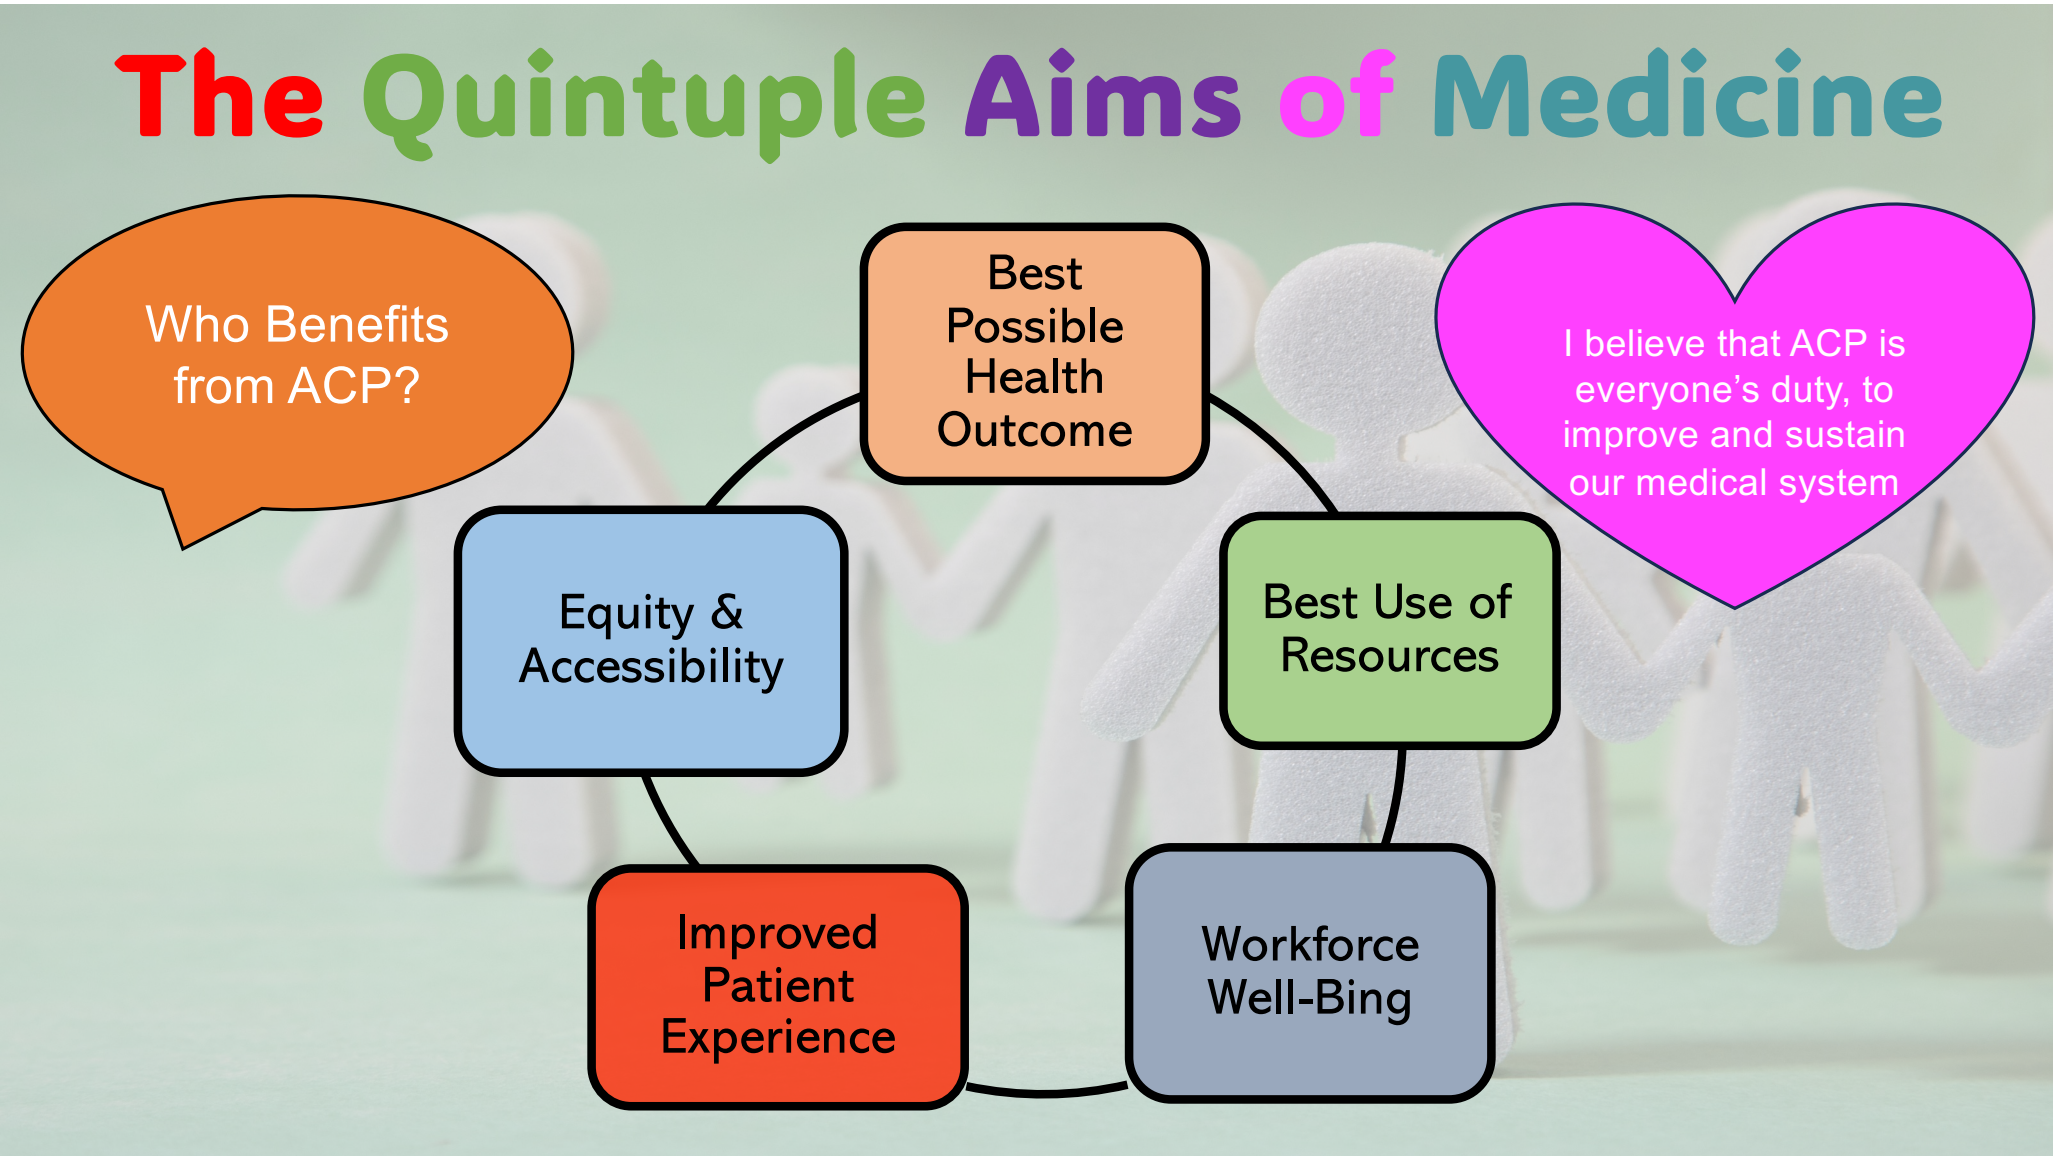 The Quintuple Aims of Medicine
Who Benefits
from ACP?
Best
Possible
Health
Outcome
I believe that ACP is
everyone's duty, to
improve and sustain
our medical system
Equity &
Accessibility
Best Use of
Resources
Improved
Patient
Experience
Workforce
Well-Bing